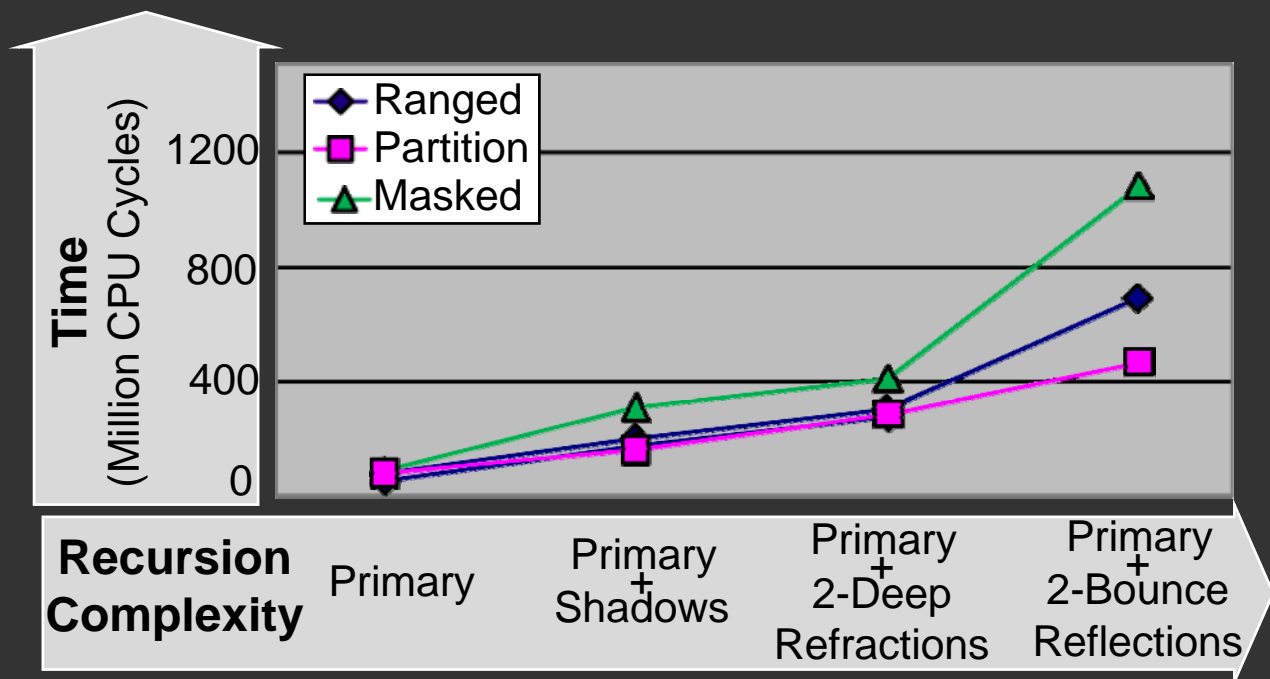 Time
(Million CPU Cycles)
1200
800
400
0
Ranged
Partition
Masked
Recursion
Complexity
Primary
Primary
+
Shadows
Primary
+
2-Deep
Refractions
Primary
+
2-Bounce
Reflections